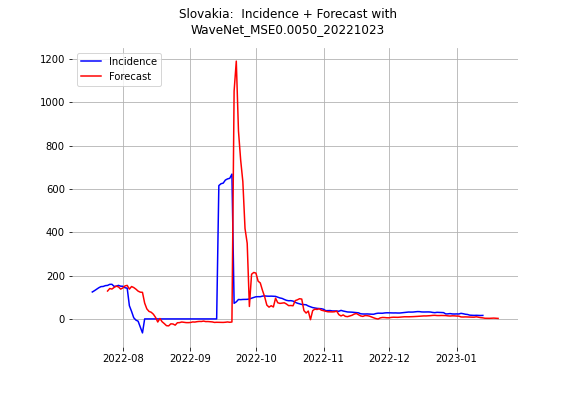 Slovakia:  Incidence + Forecast with
WaveNet_MSE0.0050_20221023
Incidence
Forecast
1200
1000
800
600
400
200
0
2022-08 2022-09 2022-10 2022-11 2022-12 2023-01